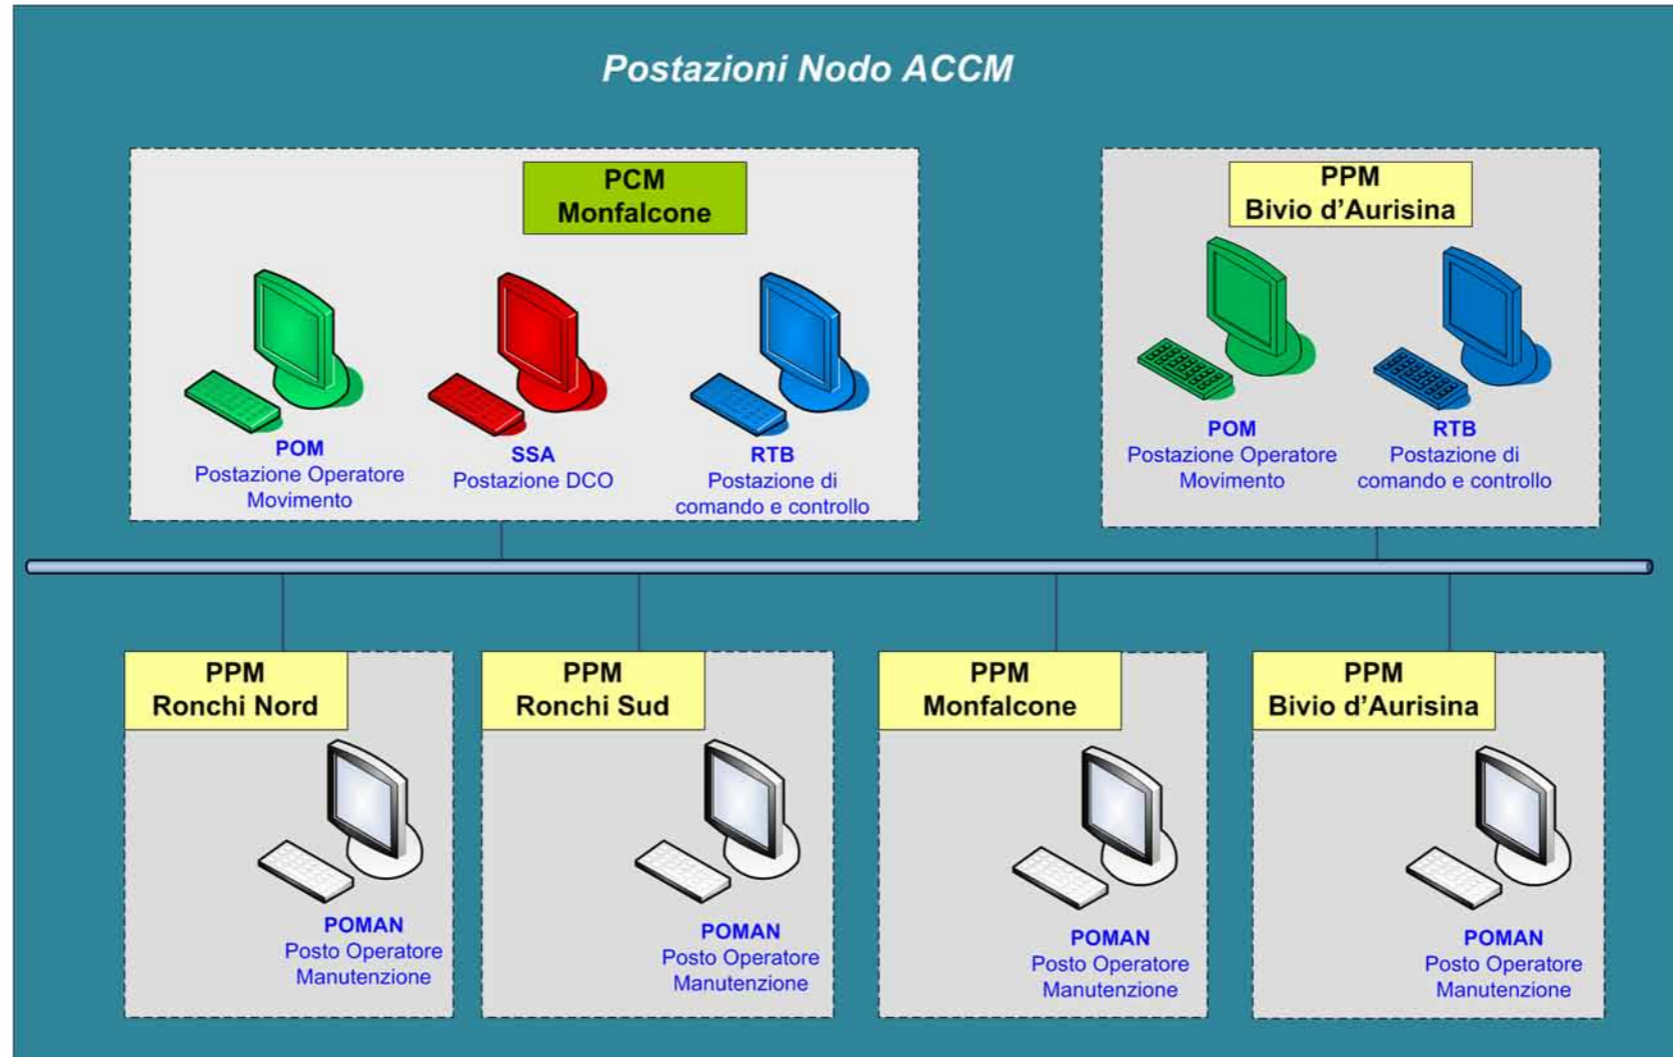 Postazioni Nodo ACCM
PCM
Monfalcone
POM
Postazione Operatore
Movimento
SSA
Postazione DCO
RTB
Postazione di
comando e controllo
PPM
Bivio d'Aurisina
POM
Postazione Operatore
Movimento
RTB
Postazione di
comando e controllo
PPM
Ronchi Nord
POMAN
Posto Operatore
Manutenzione
PPM
Ronchi Sud
POMAN
Posto Operatore
Manutenzione
PPM
Monfalcone
POMAN
Posto Operatore
Manutenzione
PPM
Bivio d'Aurisina
POMAN
Posto Operatore
Manutenzione